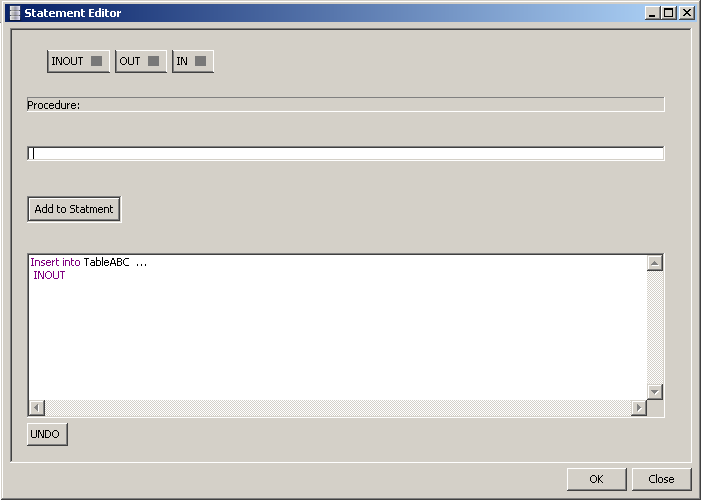 Statement Editor
INOUT OUT IN
Procedure:
Add to Statment
Insert into TableABC ...
INOUT
UNDO
OK Close